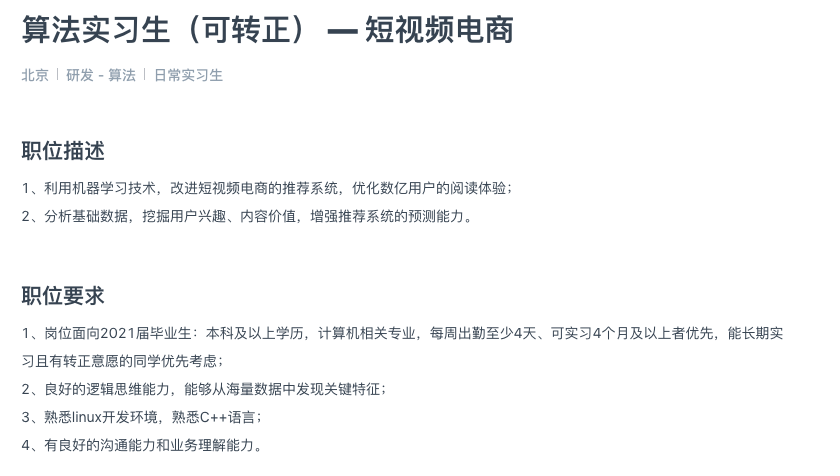 算法实习生（可转正） — 短视频电商
北京 | 研发 - 算法 | 日常实习生
职位描述
1、利用机器学习技术，改进短视频电商的推荐系统，优化数亿用户的阅读体验；
2、分析基础数据，挖掘用户兴趣、内容价值，增强推荐系统的预测能力。
职位要求
1、岗位面向2021届毕业生：本科及以上学历，计算机相关专业，每周出勤至少4天、可实习4个月及以上者优先，能长期实
习且有转正意愿的同学优先考虑；
2、良好的逻辑思维能力，能够从海量数据中发现关键特征；
3、熟悉linux开发环境，熟悉C++语言；
4、有良好的沟通能力和业务理解能力。